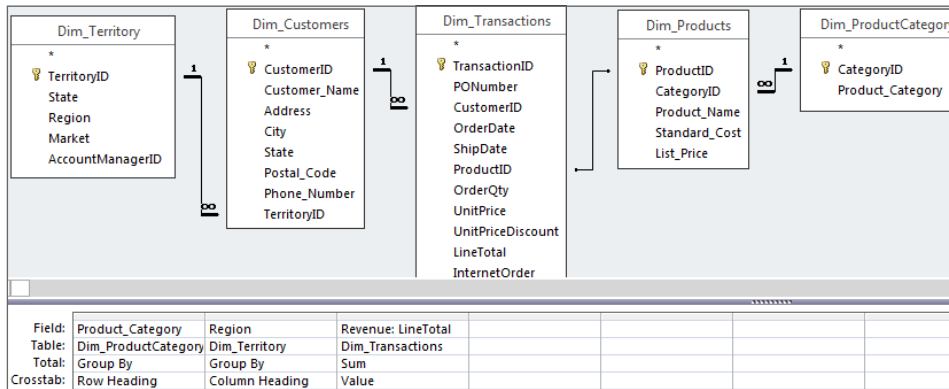 Dim_Territory
*
TerritoryID
State
Region
Market
AccountManagerID
1
∞
Dim_Customers
*
CustomerID
Customer_Name
Address
City
State
Postal_Code
Phone_Number
TerritoryID
1
∞
Dim_Transactions
*
TransactionID
PONumber
CustomerID
OrderDate
ShipDate
ProductID
OrderQty
UnitPrice
UnitPriceDiscount
LineTotal
InternetOrder
Dim_Products
*
ProductID
CategoryID
Product_Name
Standard_Cost
List_Price
∞
1
Dim_ProductCategory
*
CategoryID
Product_Category
Field: Product_Category Region Revenue: LineTotal
Table: Dim_ProductCategory Dim_Territory Dim_Transactions
Total: Group By Group By Sum
Crosstab: Row Heading Column Heading Value